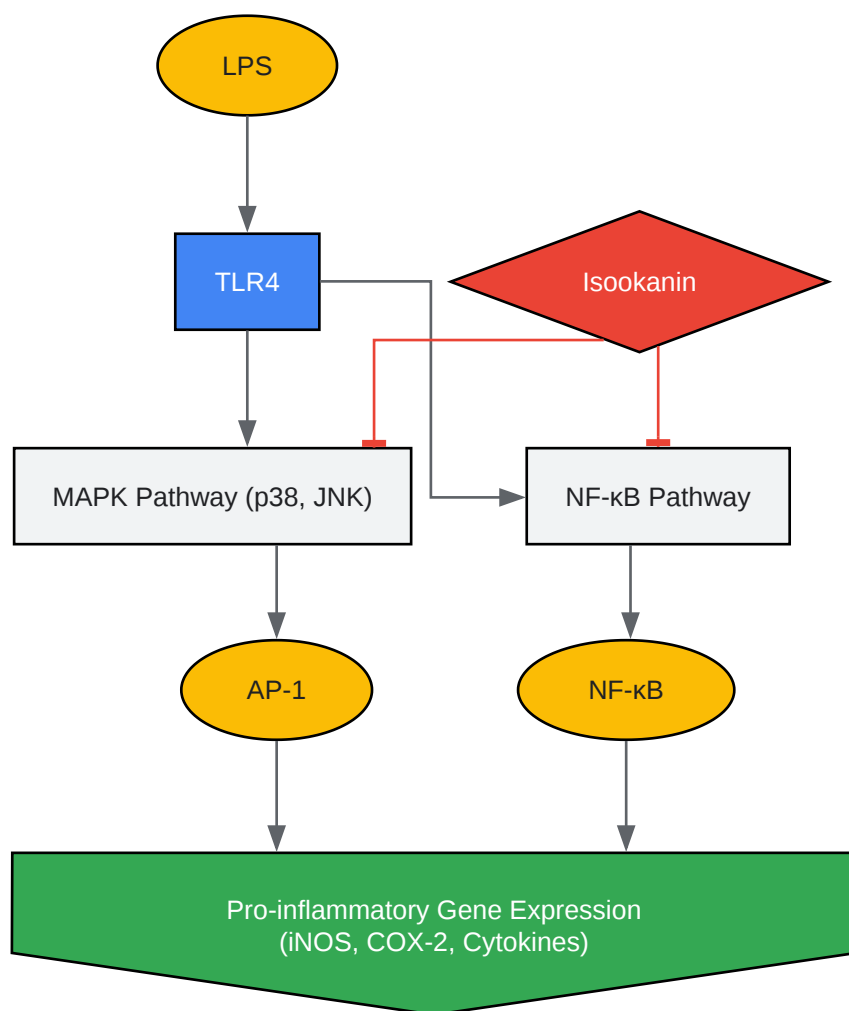 LPS
TLR4
Isookanin
MAPK Pathway (p38, JNK)
NF-κB Pathway
AP-1
NF-κB
Pro-inflammatory Gene Expression
(iNOS, COX-2, Cytokines)